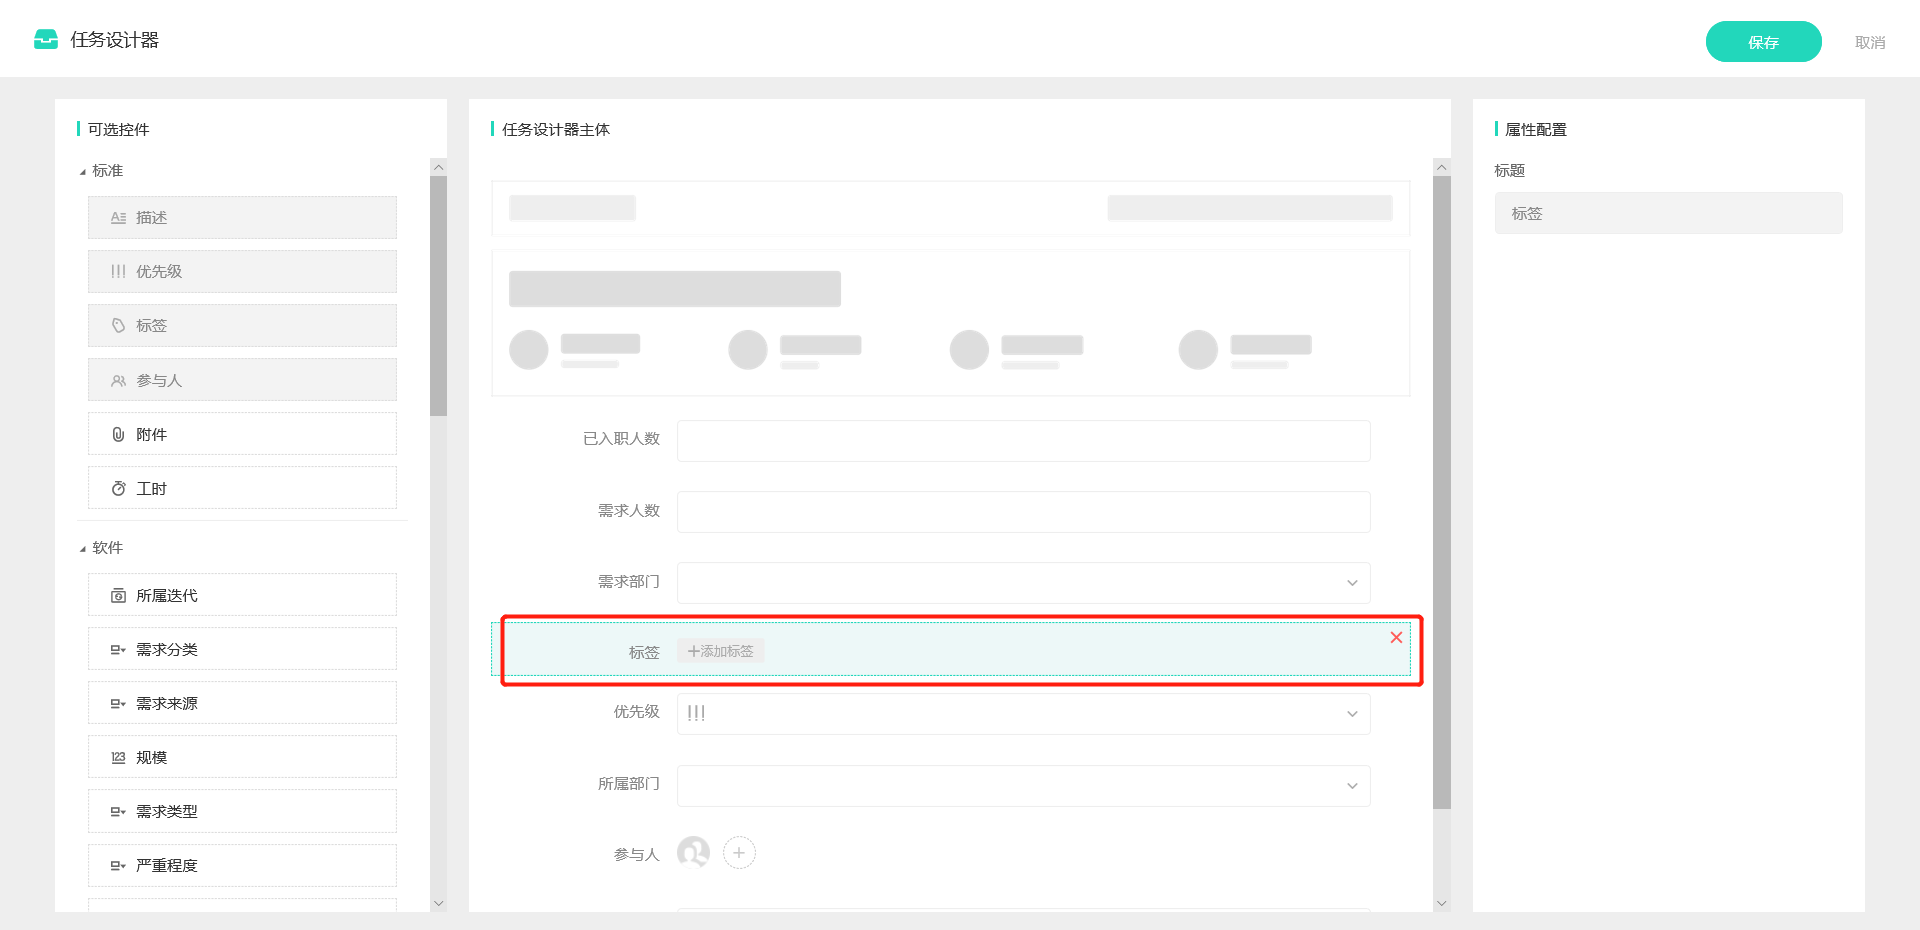 任务设计器
保存
取消
可选控件
标准
描述
优先级
标签
参与人
附件
工时
软件
所属迭代
需求分类
需求来源
规模
需求类型
严重程度
任务设计器主体
已入职人数
需求人数
需求部门
标签
+添加标签
优先级
所属部门
参与人
属性配置
标题
标签